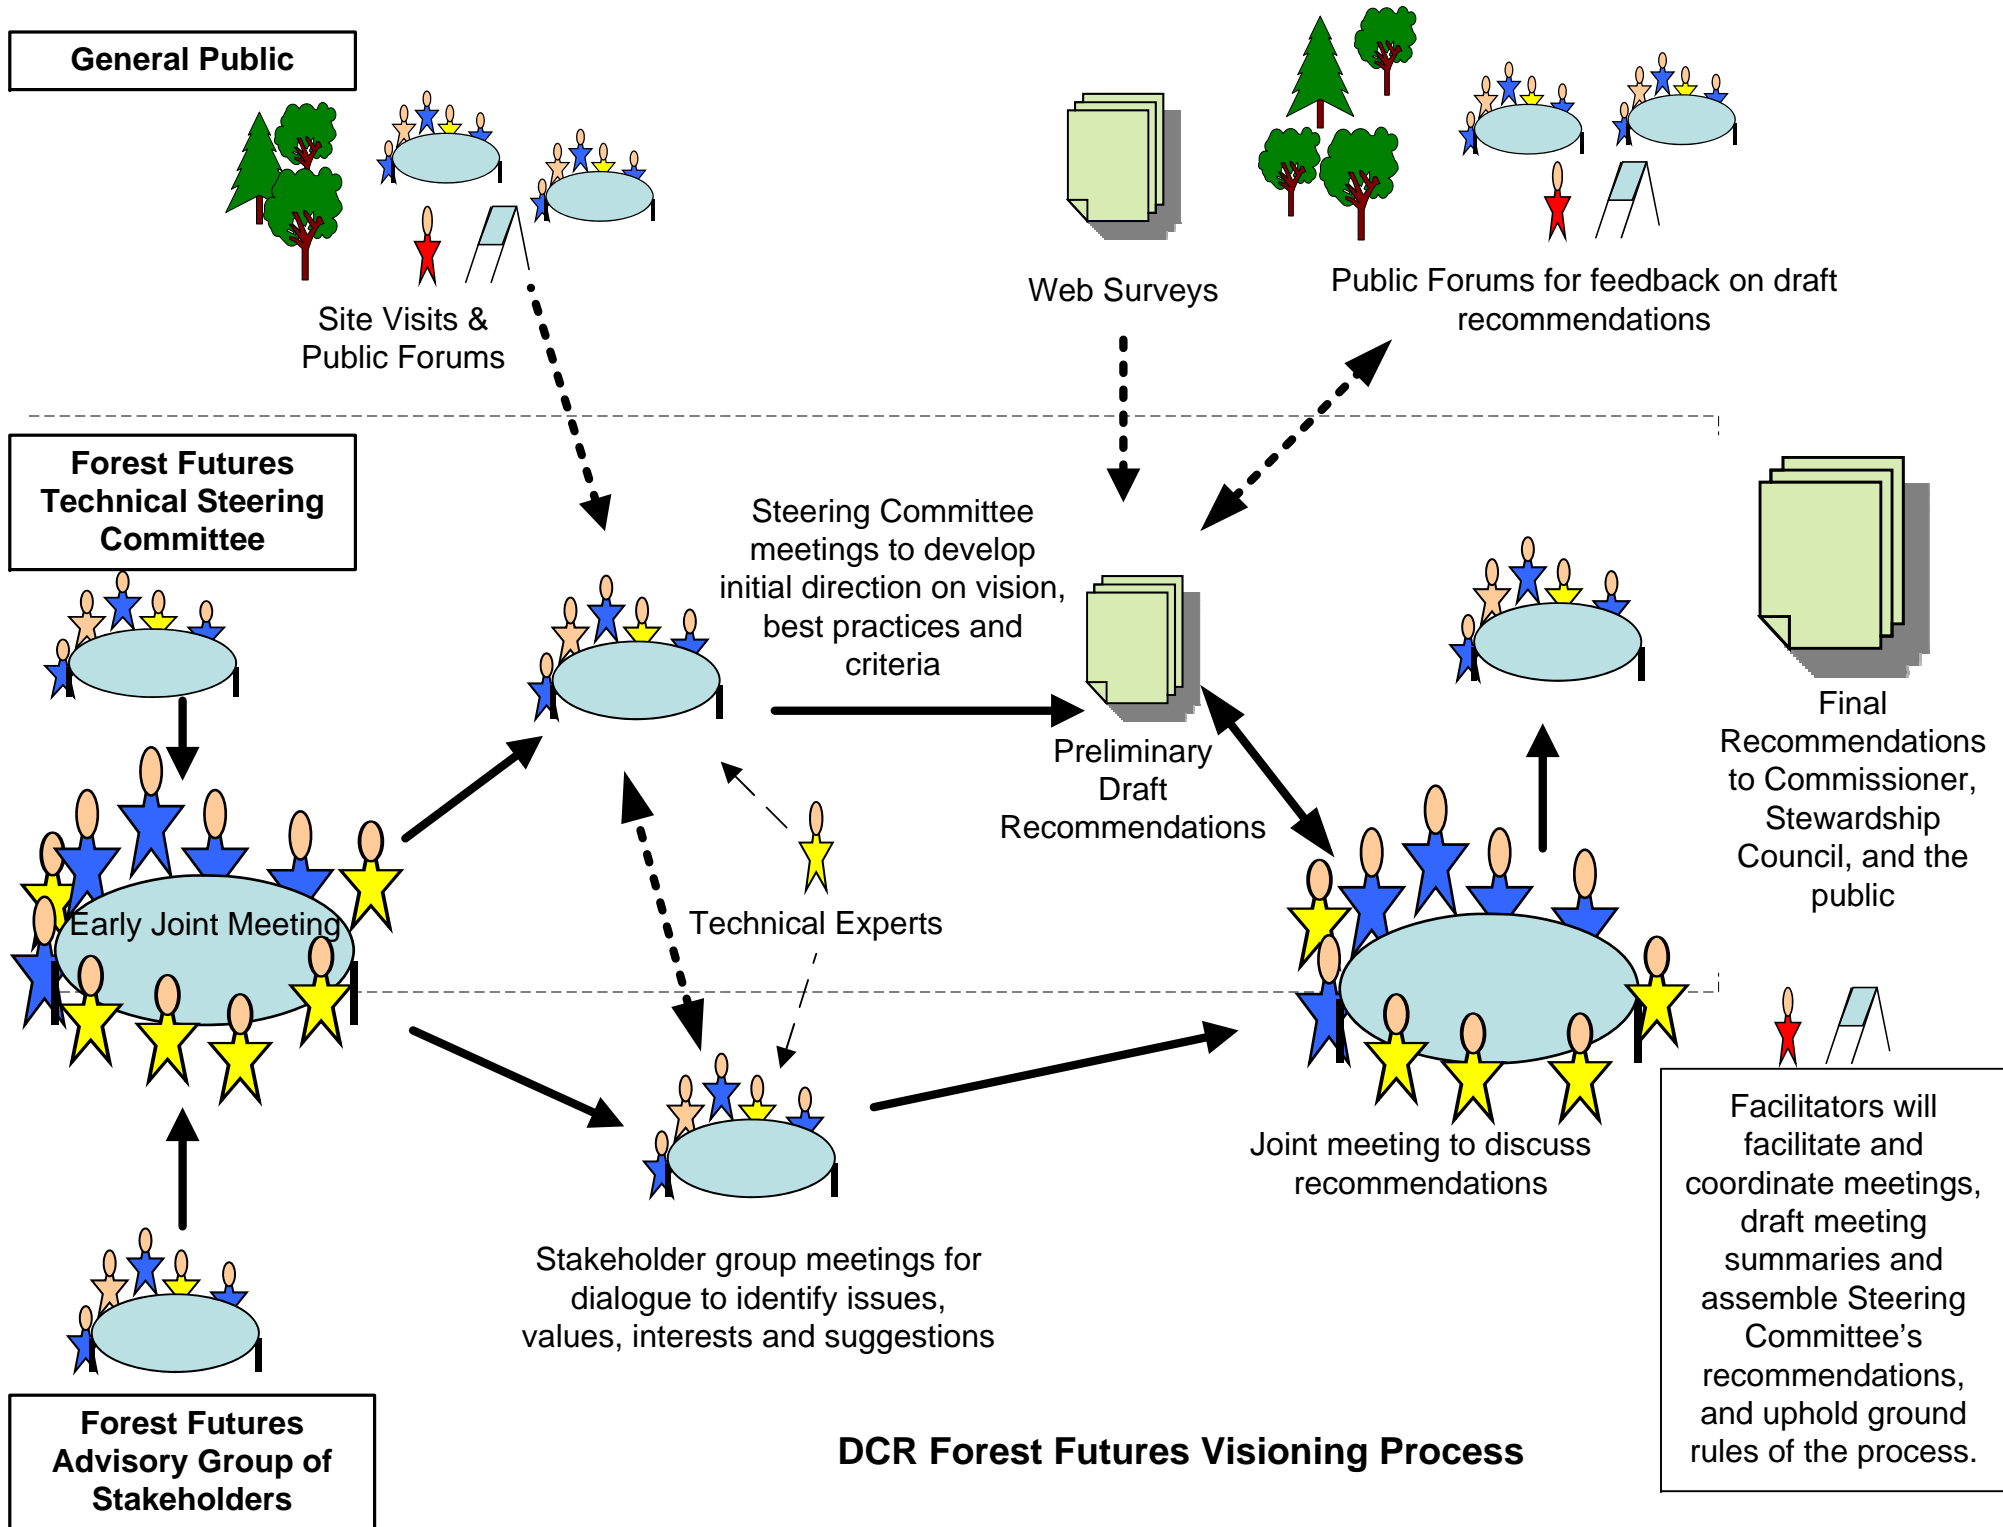 General Public
Site Visits &
Public Forums
Web Surveys
Public Forums for feedback on draft
recommendations
Forest Futures
Technical Steering
Committee
Steering Committee
meetings to develop
initial direction on vision,
best practices and
criteria
Preliminary
Draft
Recommendations
Final
Recommendations
to Commissioner,
Stewardship
Council, and the
public
Early Joint Meeting
Technical Experts
Joint meeting to discuss
recommendations
Stakeholder group meetings for
dialogue to identify issues,
values, interests and suggestions
Facilitators will
facilitate and
coordinate meetings,
draft meeting
summaries and
assemble Steering
Committee’s
recommendations,
and uphold ground
rules of the process.
Forest Futures
Advisory Group of
Stakeholders
DCR Forest Futures Visioning Process